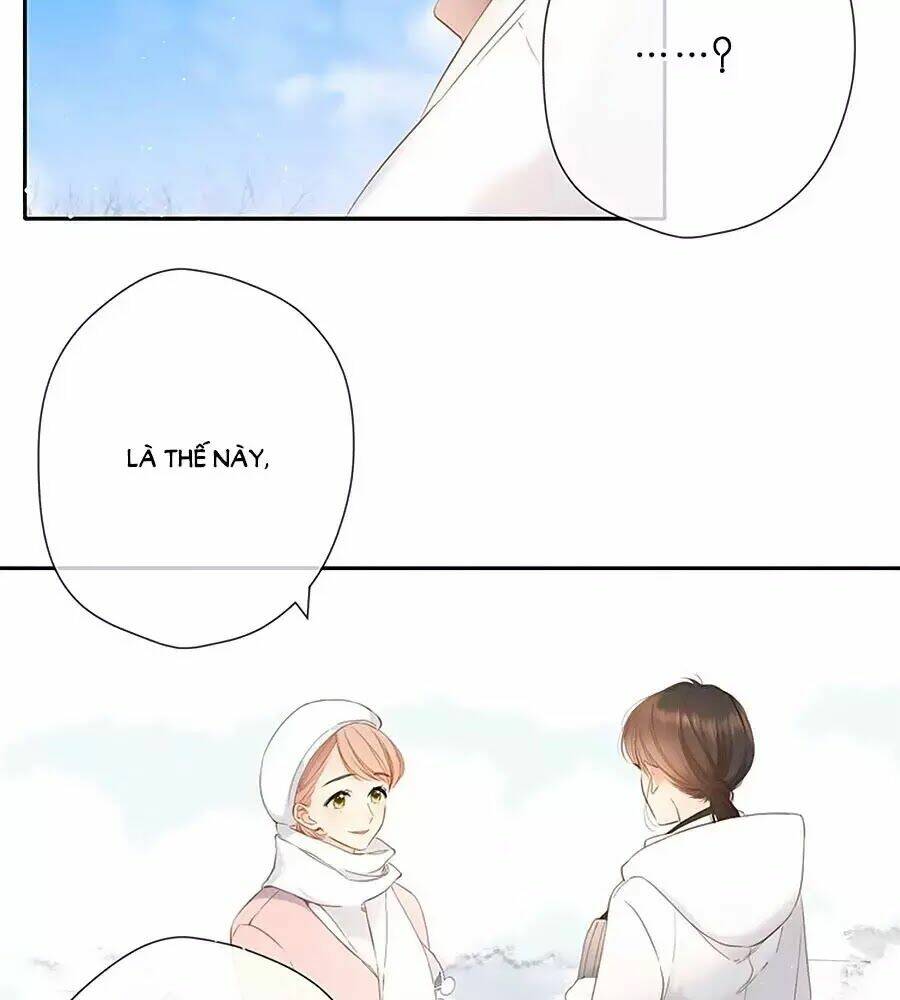 ......?
LÀ THẾ NÀY,